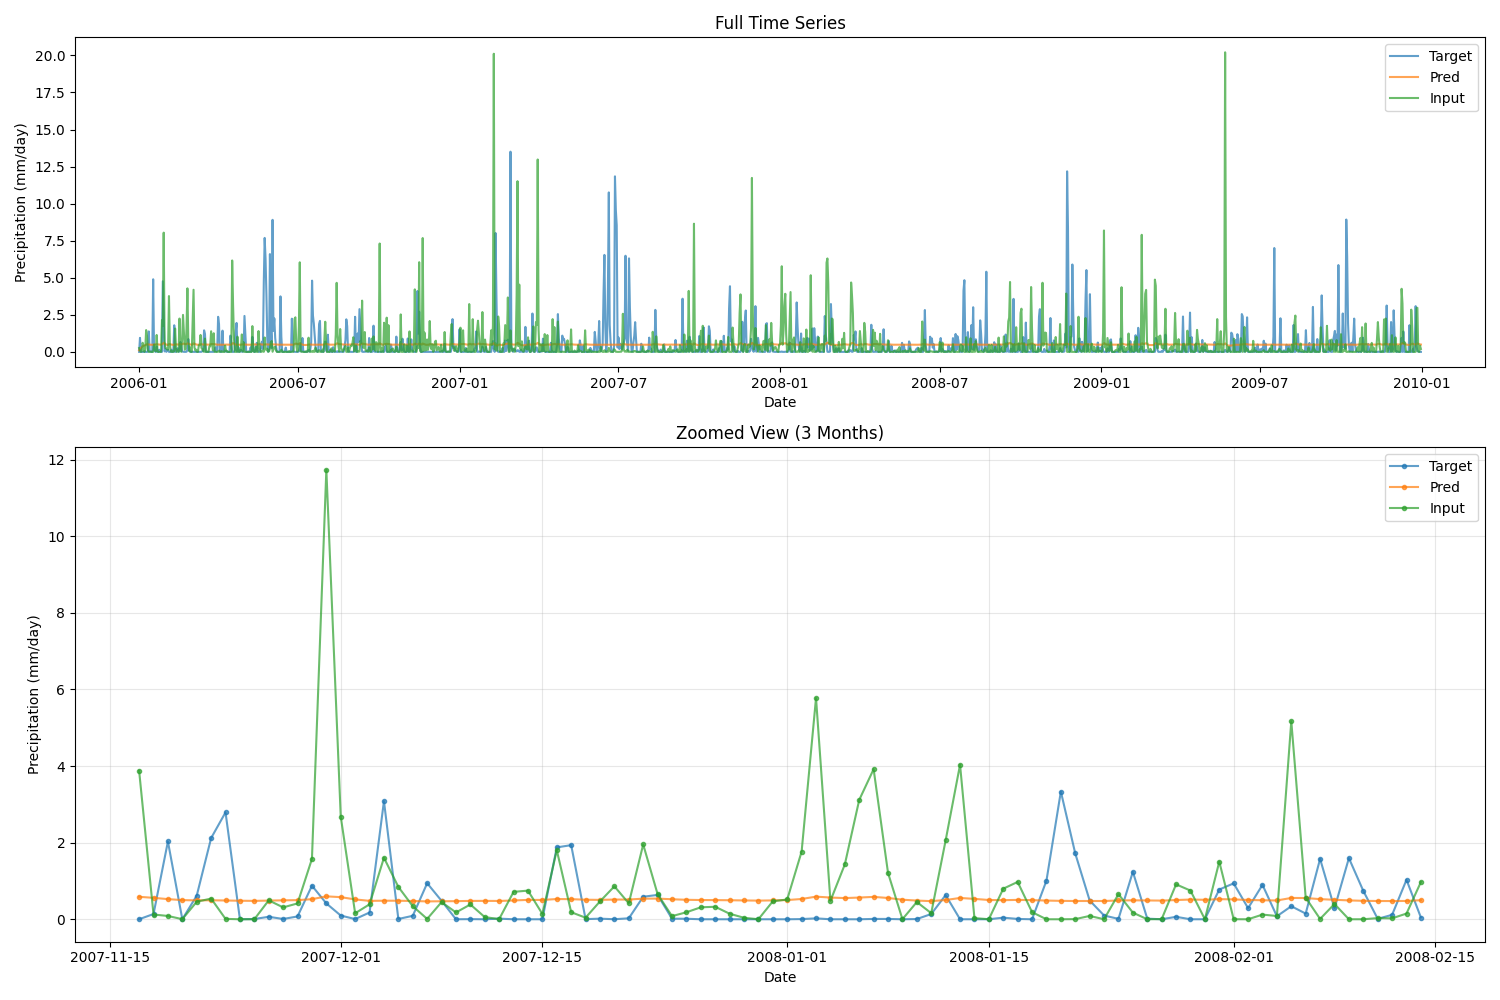 Full Time Series
Precipitation (mm/day)
20.0
17.5
15.0
12.5
10.0
7.5
5.0
2.5
0.0
Target
Pred
Input
2006-01
2006-07
2007-01
2007-07
2008-01
2008-07
2009-01
2009-07
2010-01
Date
Zoomed View (3 Months)
Precipitation (mm/day)
12
10
8
6
4
2
0
Target
Pred
Input
2007-11-15
2007-12-01
2007-12-15
2008-01-01
2008-01-15
2008-02-01
2008-02-15
Date